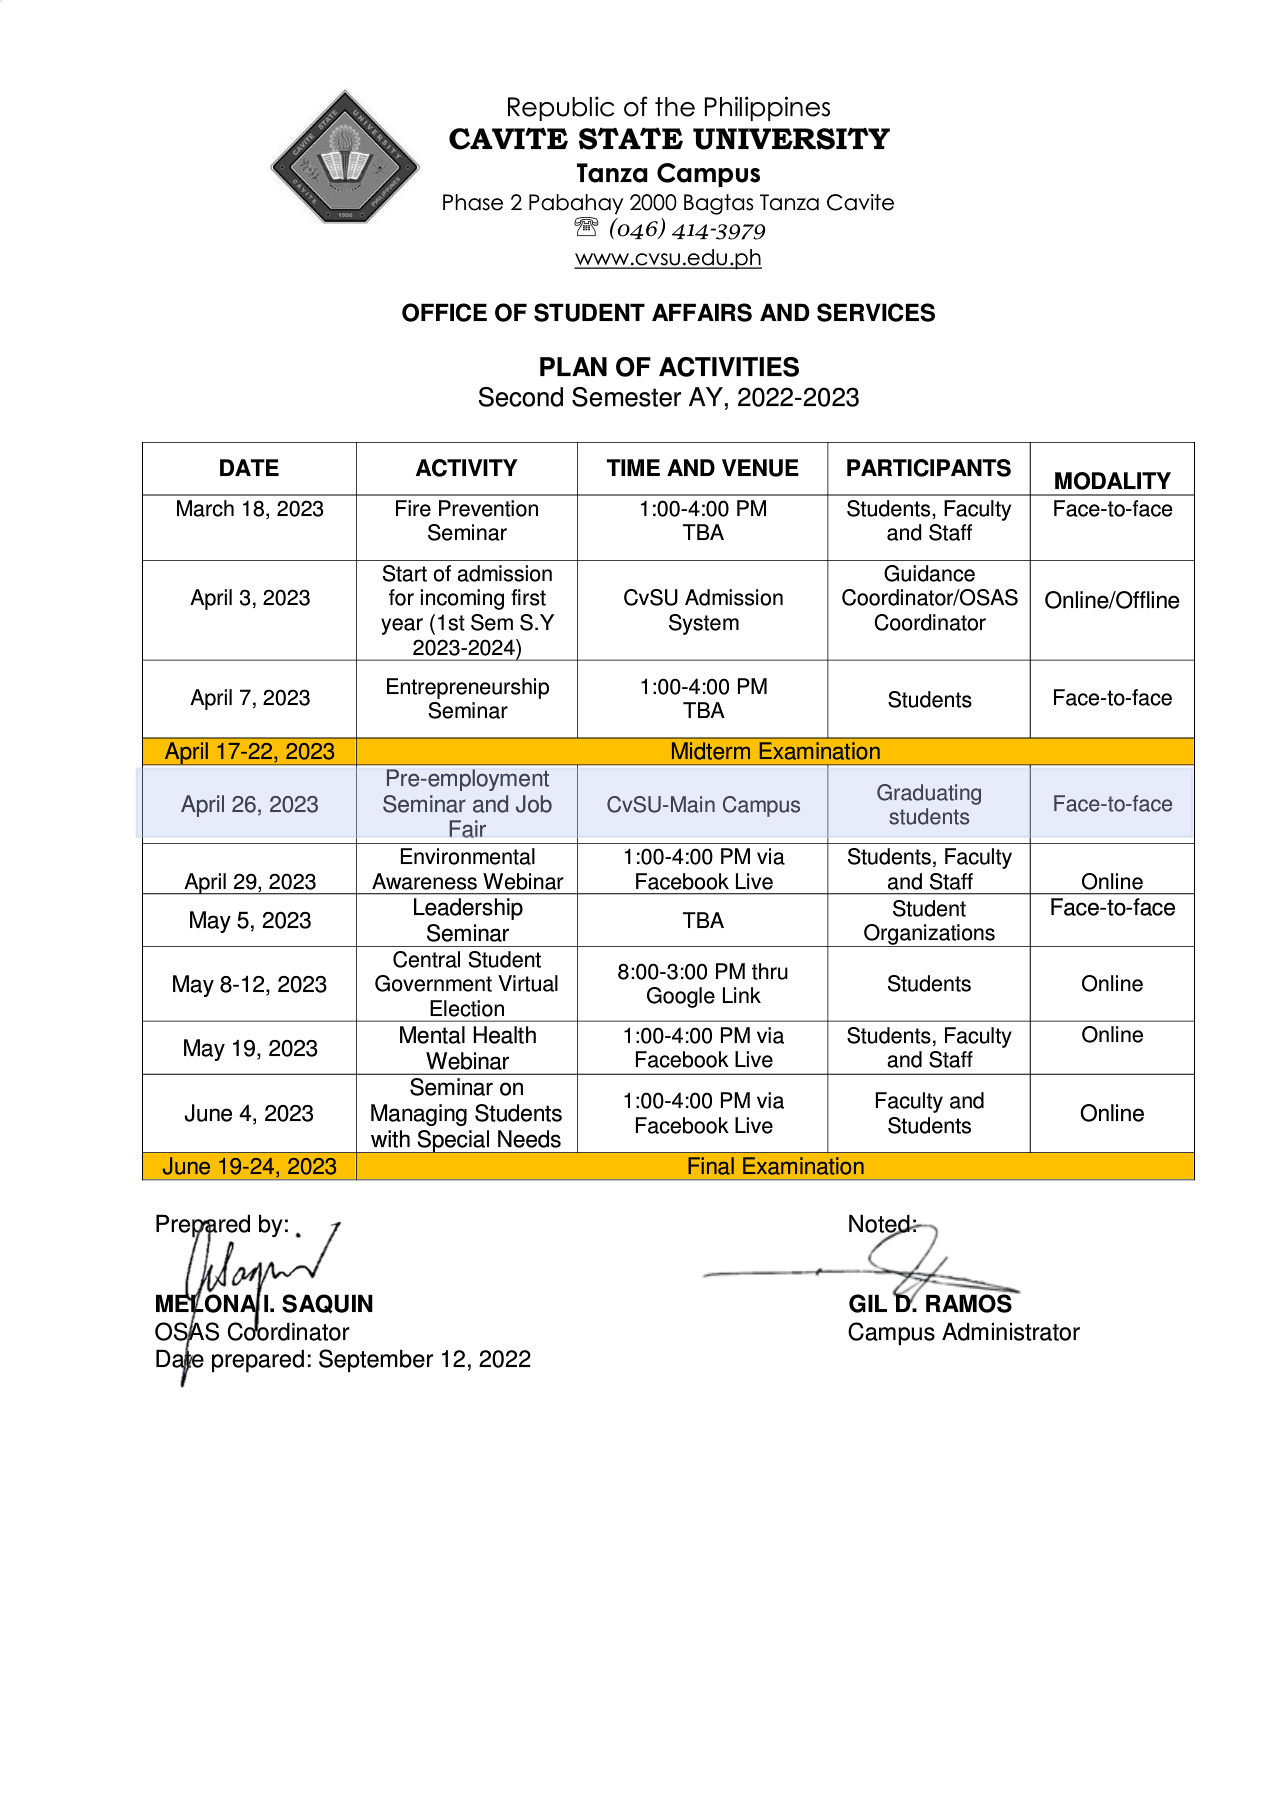 Republic of the Philippines
CAVITE STATE UNIVERSITY
Tanza Campus
Phase 2 Pabahay 2000 Bagtas Tanza Cavite
☏ (046) 414-3979
www.cvsu.edu.ph
CAVITE STATE UNIVERSITY
CAVITE PHILIPPINES
1906
OFFICE OF STUDENT AFFAIRS AND SERVICES
PLAN OF ACTIVITIES
Second Semester AY, 2022-2023
DATE ACTIVITY TIME AND VENUE PARTICIPANTS MODALITY
March 18, 2023 Fire Prevention 1:00-4:00 PM Students, Faculty Face-to-face
Seminar TBA and Staff
Start of admission Guidance
April 3, 2023 for incoming first CvSU Admission Coordinator/OSAS Online/Offline
year (1st Sem S.Y System Coordinator
2023-2024)
April 7, 2023 Entrepreneurship 1:00-4:00 PM Students Face-to-face
Seminar TBA
April 17-22, 2023 Midterm Examination
Pre-employment Graduating
April 26, 2023 Seminar and Job CvSU-Main Campus students Face-to-face
Fair
Environmental 1:00-4:00 PM via Students, Faculty
April 29, 2023 Awareness Webinar Facebook Live and Staff Online
Leadership Student Face-to-face
May 5, 2023 Seminar TBA Organizations
Central Student 8:00-3:00 PM thru
May 8-12, 2023 Government Virtual Google Link Students Online
Election
Mental Health 1:00-4:00 PM via Students, Faculty Online
May 19, 2023 Webinar Facebook Live and Staff
Seminar on 1:00-4:00 PM via Faculty and
June 4, 2023 Managing Students Facebook Live Students Online
with Special Needs
June 19-24, 2023 Final Examination
Prepared by: Noted:
MELONA I. SAQUIN GIL D. RAMOS
OSAS Coordinator Campus Administrator
Date prepared: September 12, 2022